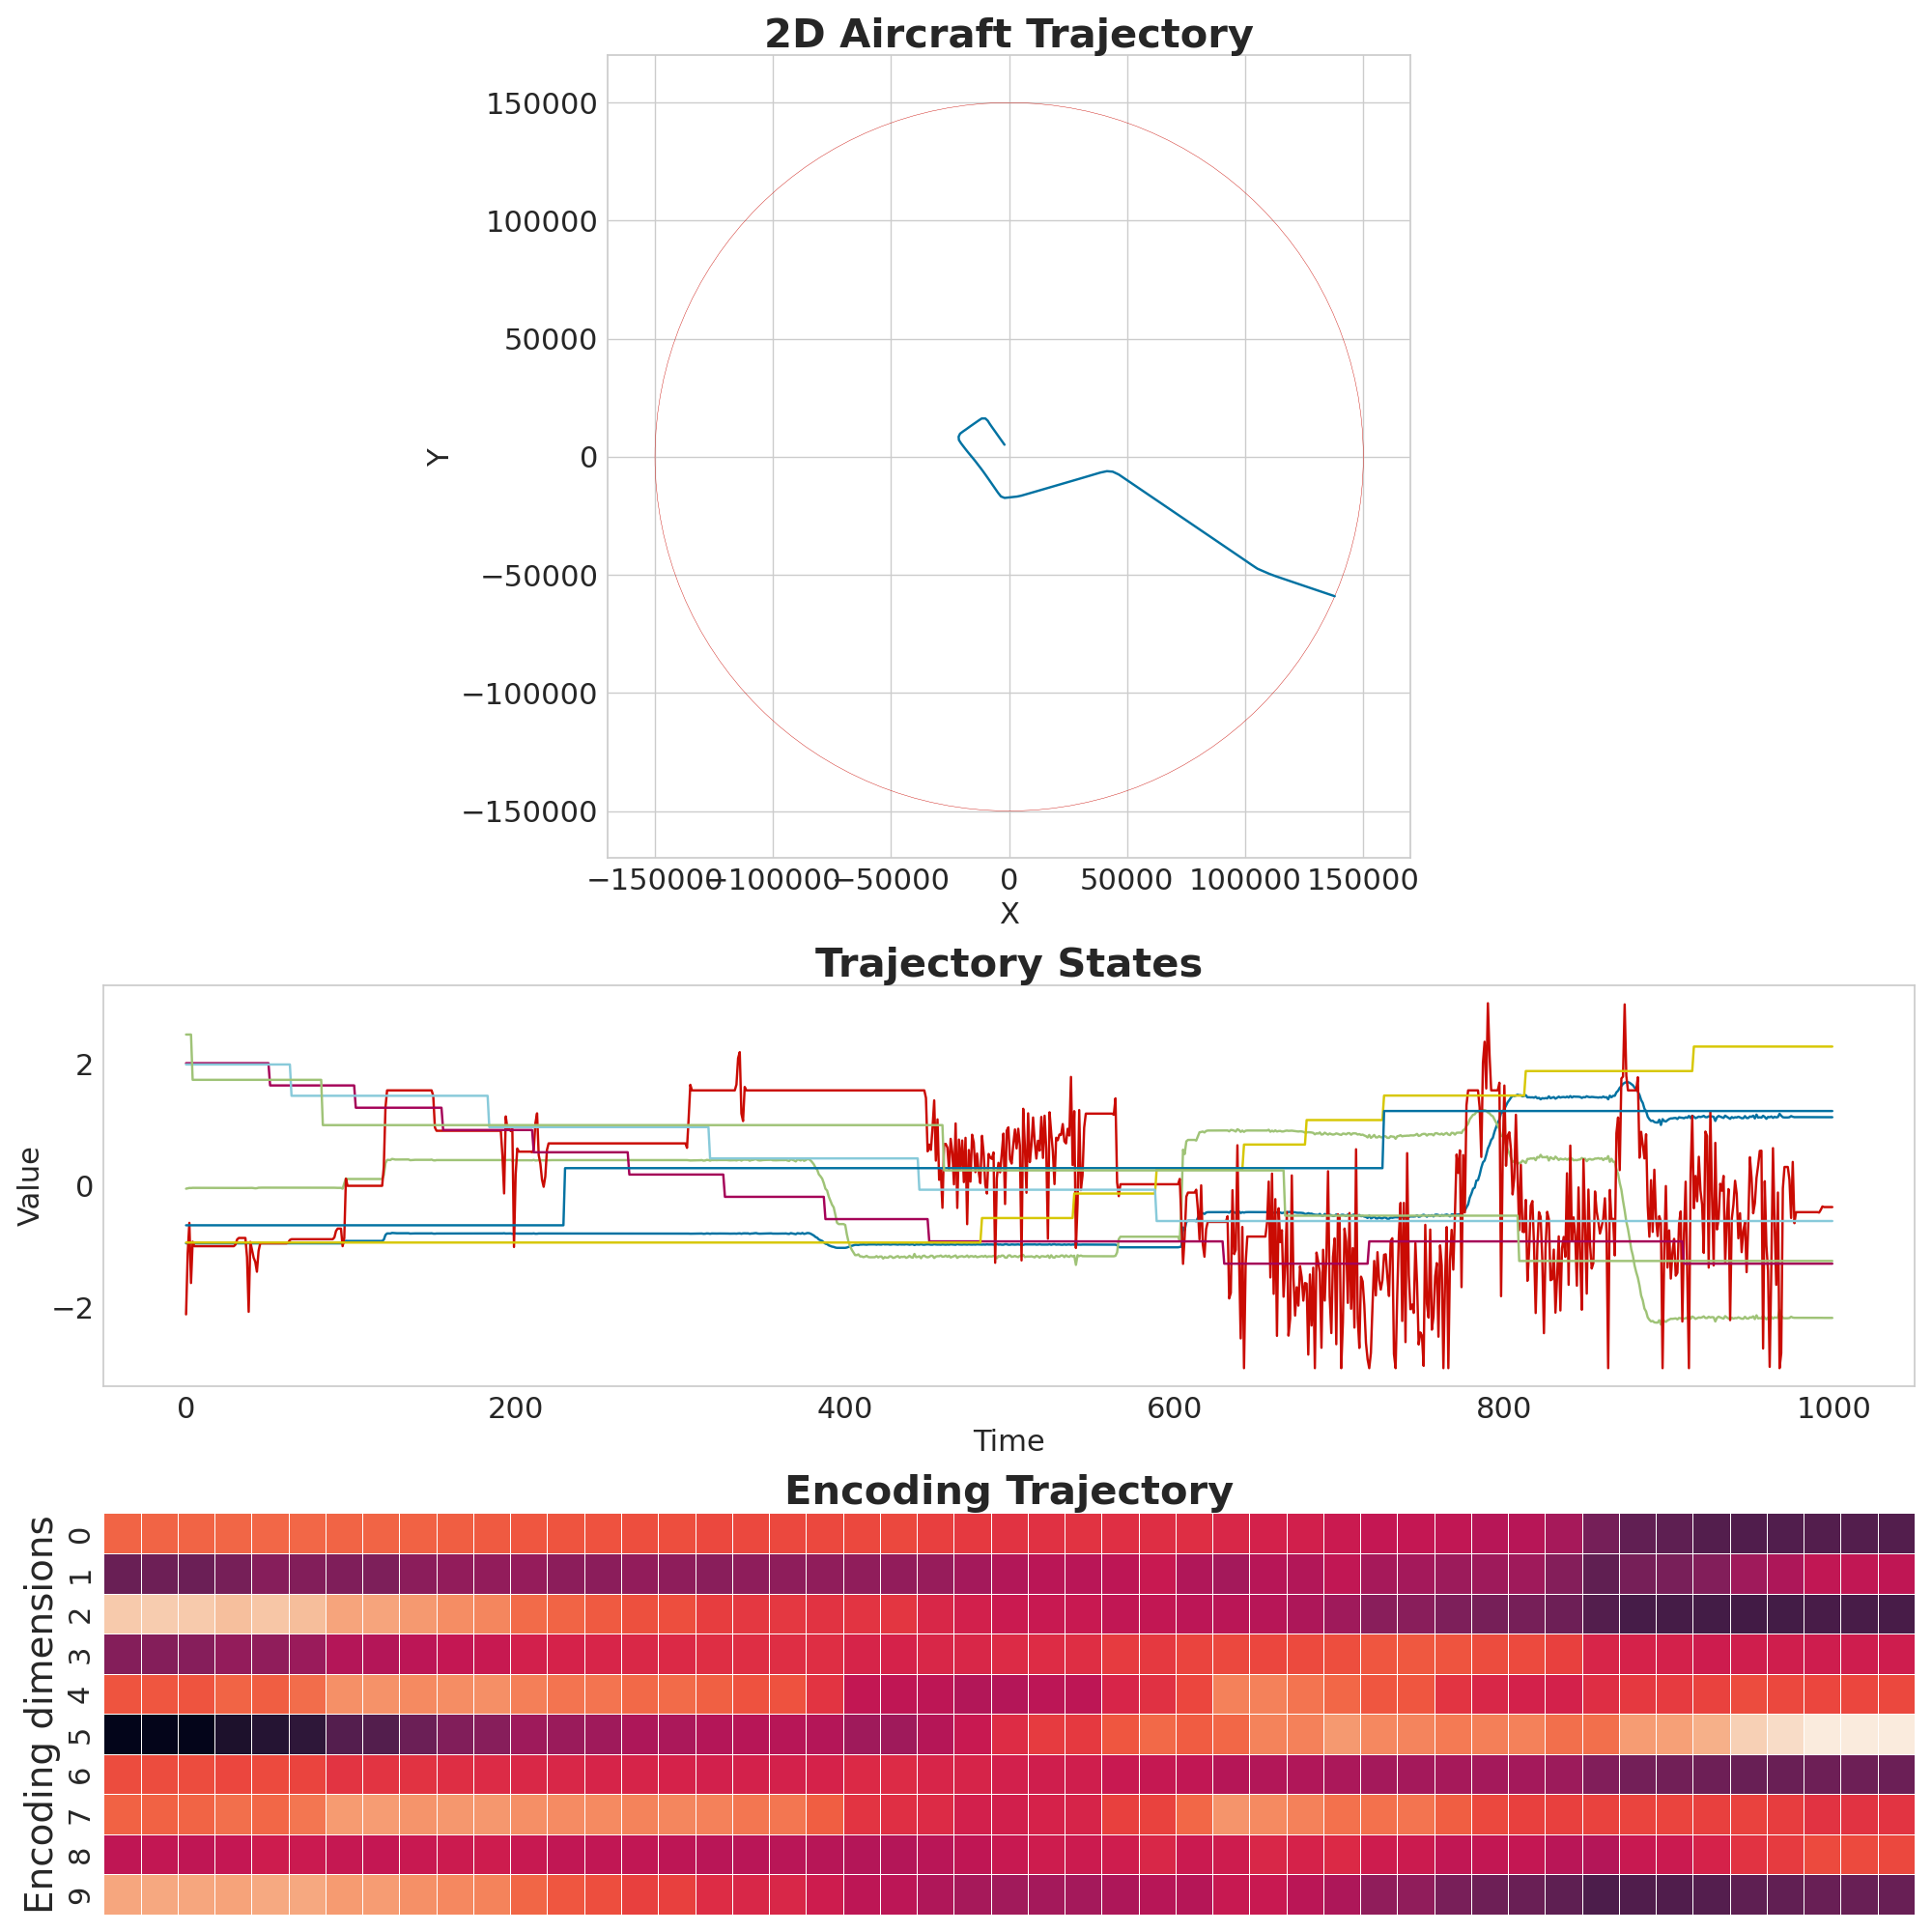 2D Aircraft Trajectory
150000
100000
50000
0
−50000
−100000
−150000
Y
−150000 −100000 −50000 0 50000 100000 150000
X
Trajectory States
2
0
−2
Value
0 200 400 600 800 1000
Time
Encoding Trajectory
Encoding dimensions
0
1
2
3
4
5
6
7
8
9